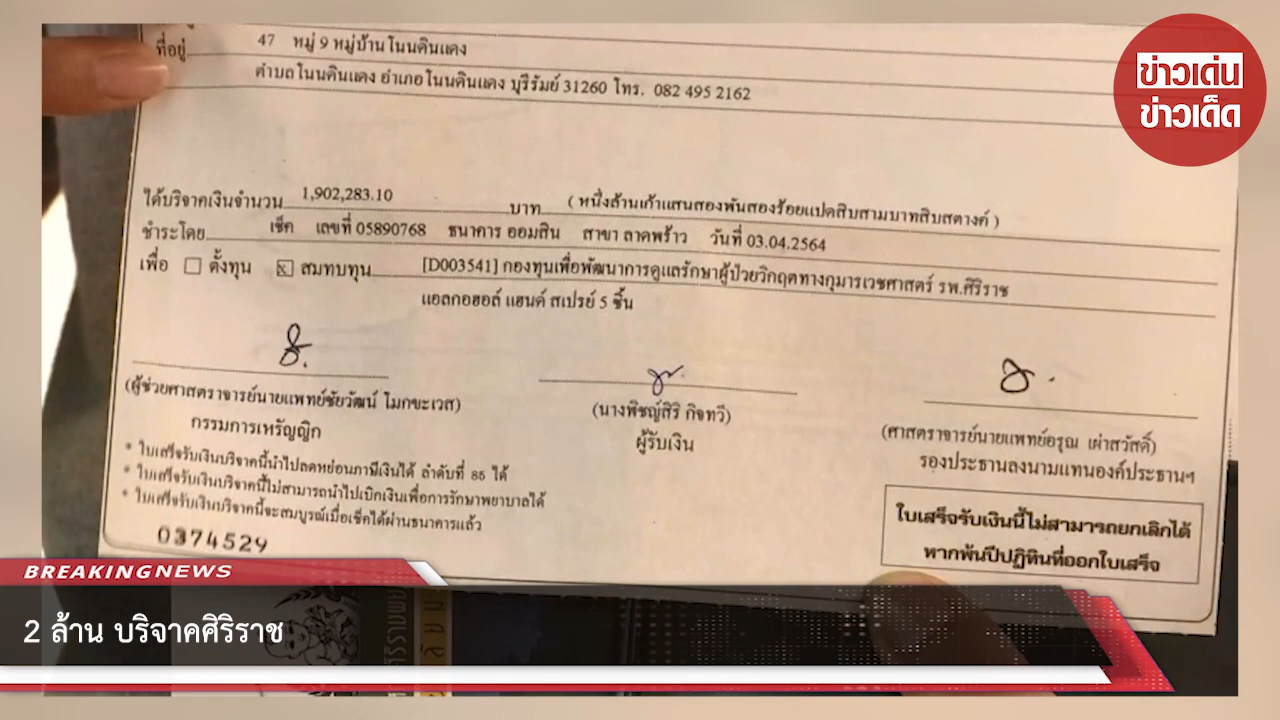 ข่าวเด่น
ข่าวเด็ด
ที่อยู่ 47 หมู่ 9 หมู่บ้านโนนดินแดง
ตำบลโนนดินแดง อำเภอโนนดินแดง บุรีรัมย์ 31260 โทร. 082 495 2162
ได้บริจาคเงินจำนวน 1,902,283.10 บาท ( หนึ่งล้านเก้าแสนสองพันสองร้อยแปดสิบสามบาทสิบสตางค์ )
ชำระโดย เช็ค เลขที่ 05890768 ธนาคาร ออมสิน สาขา ลาดพร้าว วันที่ 03.04.2564
เพื่อ ตั้งทุน x สมทบทุน [D003541] กองทุนเพื่อพัฒนาการดูแลรักษาผู้ป่วยวิกฤตทางกุมารเวชศาสตร์ รพ.ศิริราช
แอลกอฮอล์ แฮนด์ สเปรย์ 5 ชิ้น
(ผู้ช่วยศาสตราจารย์นายแพทย์ชัยวัฒน์ โมกขะเวส) (นางพิชญ์สิริ กิจทวี) (ศาสตราจารย์นายแพทย์อรุณ เผ่าสวัสดิ์)
กรรมการเหรัญญิก ผู้รับเงิน รองประธานลงนามแทนองค์ประธานฯ
* ใบเสร็จรับเงินบริจาคนี้นำไปลดหย่อนภาษีเงินได้ ลำดับที่ 85 ได้
* ใบเสร็จรับเงินบริจาคนี้ไม่สามารถนำไปเบิกเงินเพื่อการรักษาพยาบาลได้
* ใบเสร็จรับเงินบริจาคนี้จะสมบูรณ์เมื่อเช็คได้ผ่านธนาคารแล้ว
ใบเสร็จรับเงินนี้ไม่สามารถยกเลิกได้
หากพ้นปีปฏิทินที่ออกใบเสร็จ
0374529
BREAKING NEWS
2 ล้าน บริจาคศิริราช